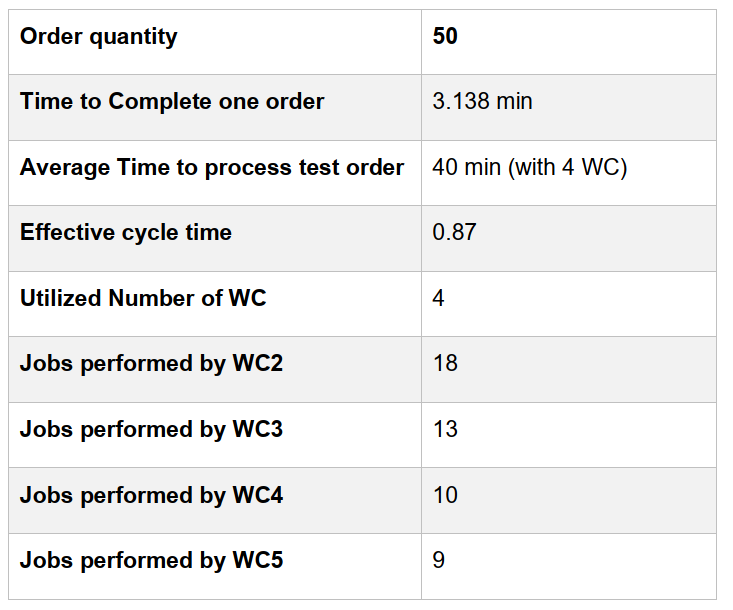 Order quantity 50
Time to Complete one order 3.138 min
Average Time to process test order 40 min (with 4 WC)
Effective cycle time 0.87
Utilized Number of WC 4
Jobs performed by WC2 18
Jobs performed by WC3 13
Jobs performed by WC4 10
Jobs performed by WC5 9